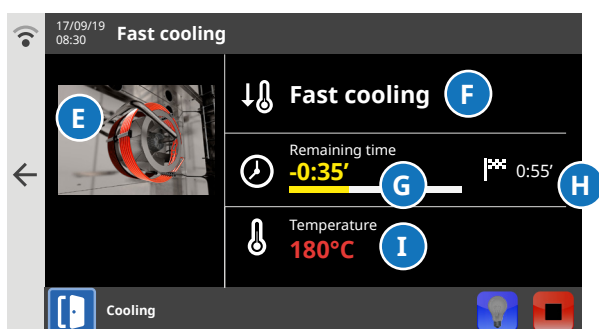 17/09/19
08:30
Fast cooling
E
Fast cooling
F
Remaining time
-0:35’
G
0:55’
H
Temperature
180°C
I
Cooling